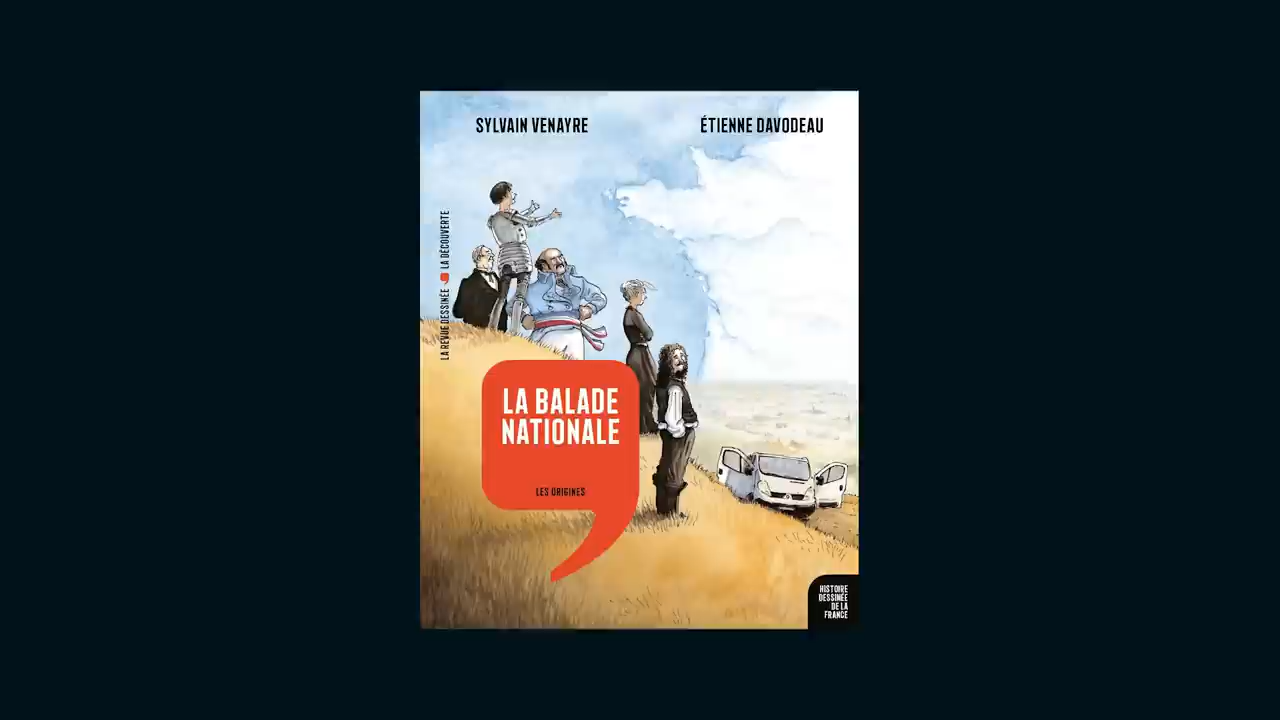 SYLVAIN VENAYRE
ÉTIENNE DAVODEAU
LA REVUE DESSINÉE LA DÉCOUVERTE
LA BALADE
NATIONALE
LES ORIGINES
HISTOIRE
DESSINÉE
DE LA
FRANCE